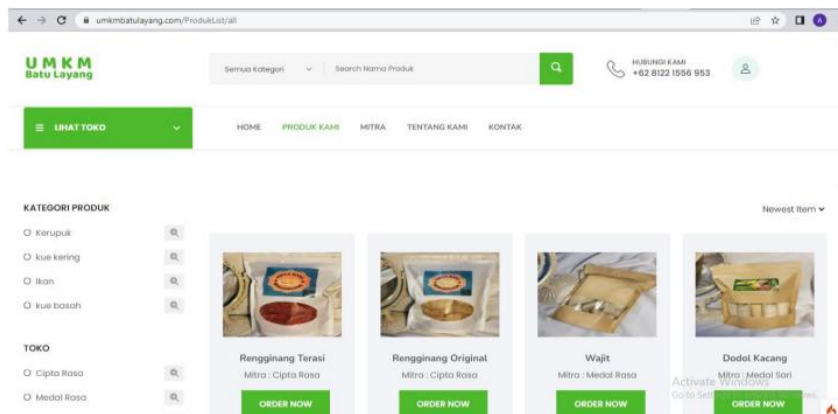 umkmbatulayang.com/ProdukList/all
A
UMKM
Batu Layang
Semua Kategori
Search Nama Produk
HUBUNGI KAMI
+62 8122 1556 953
LIHAT TOKO
HOME PRODUK KAMI MITRA TENTANG KAMI KONTAK
KATEGORI PRODUK
Newest Item
Kerupuk
kue kering
Ikan
kue basah
TOKO
Cipta Rasa
Medal Rasa
Rengginang Terasi
Mitra : Cipta Rasa
ORDER NOW
Rengginang Original
Mitra : Cipta Rasa
ORDER NOW
Wajit
Mitra : Medal Rasa
ORDER NOW
Dodol Kacang
Mitra : Medal Sari
ORDER NOW
Activate Windows
Go to Settings